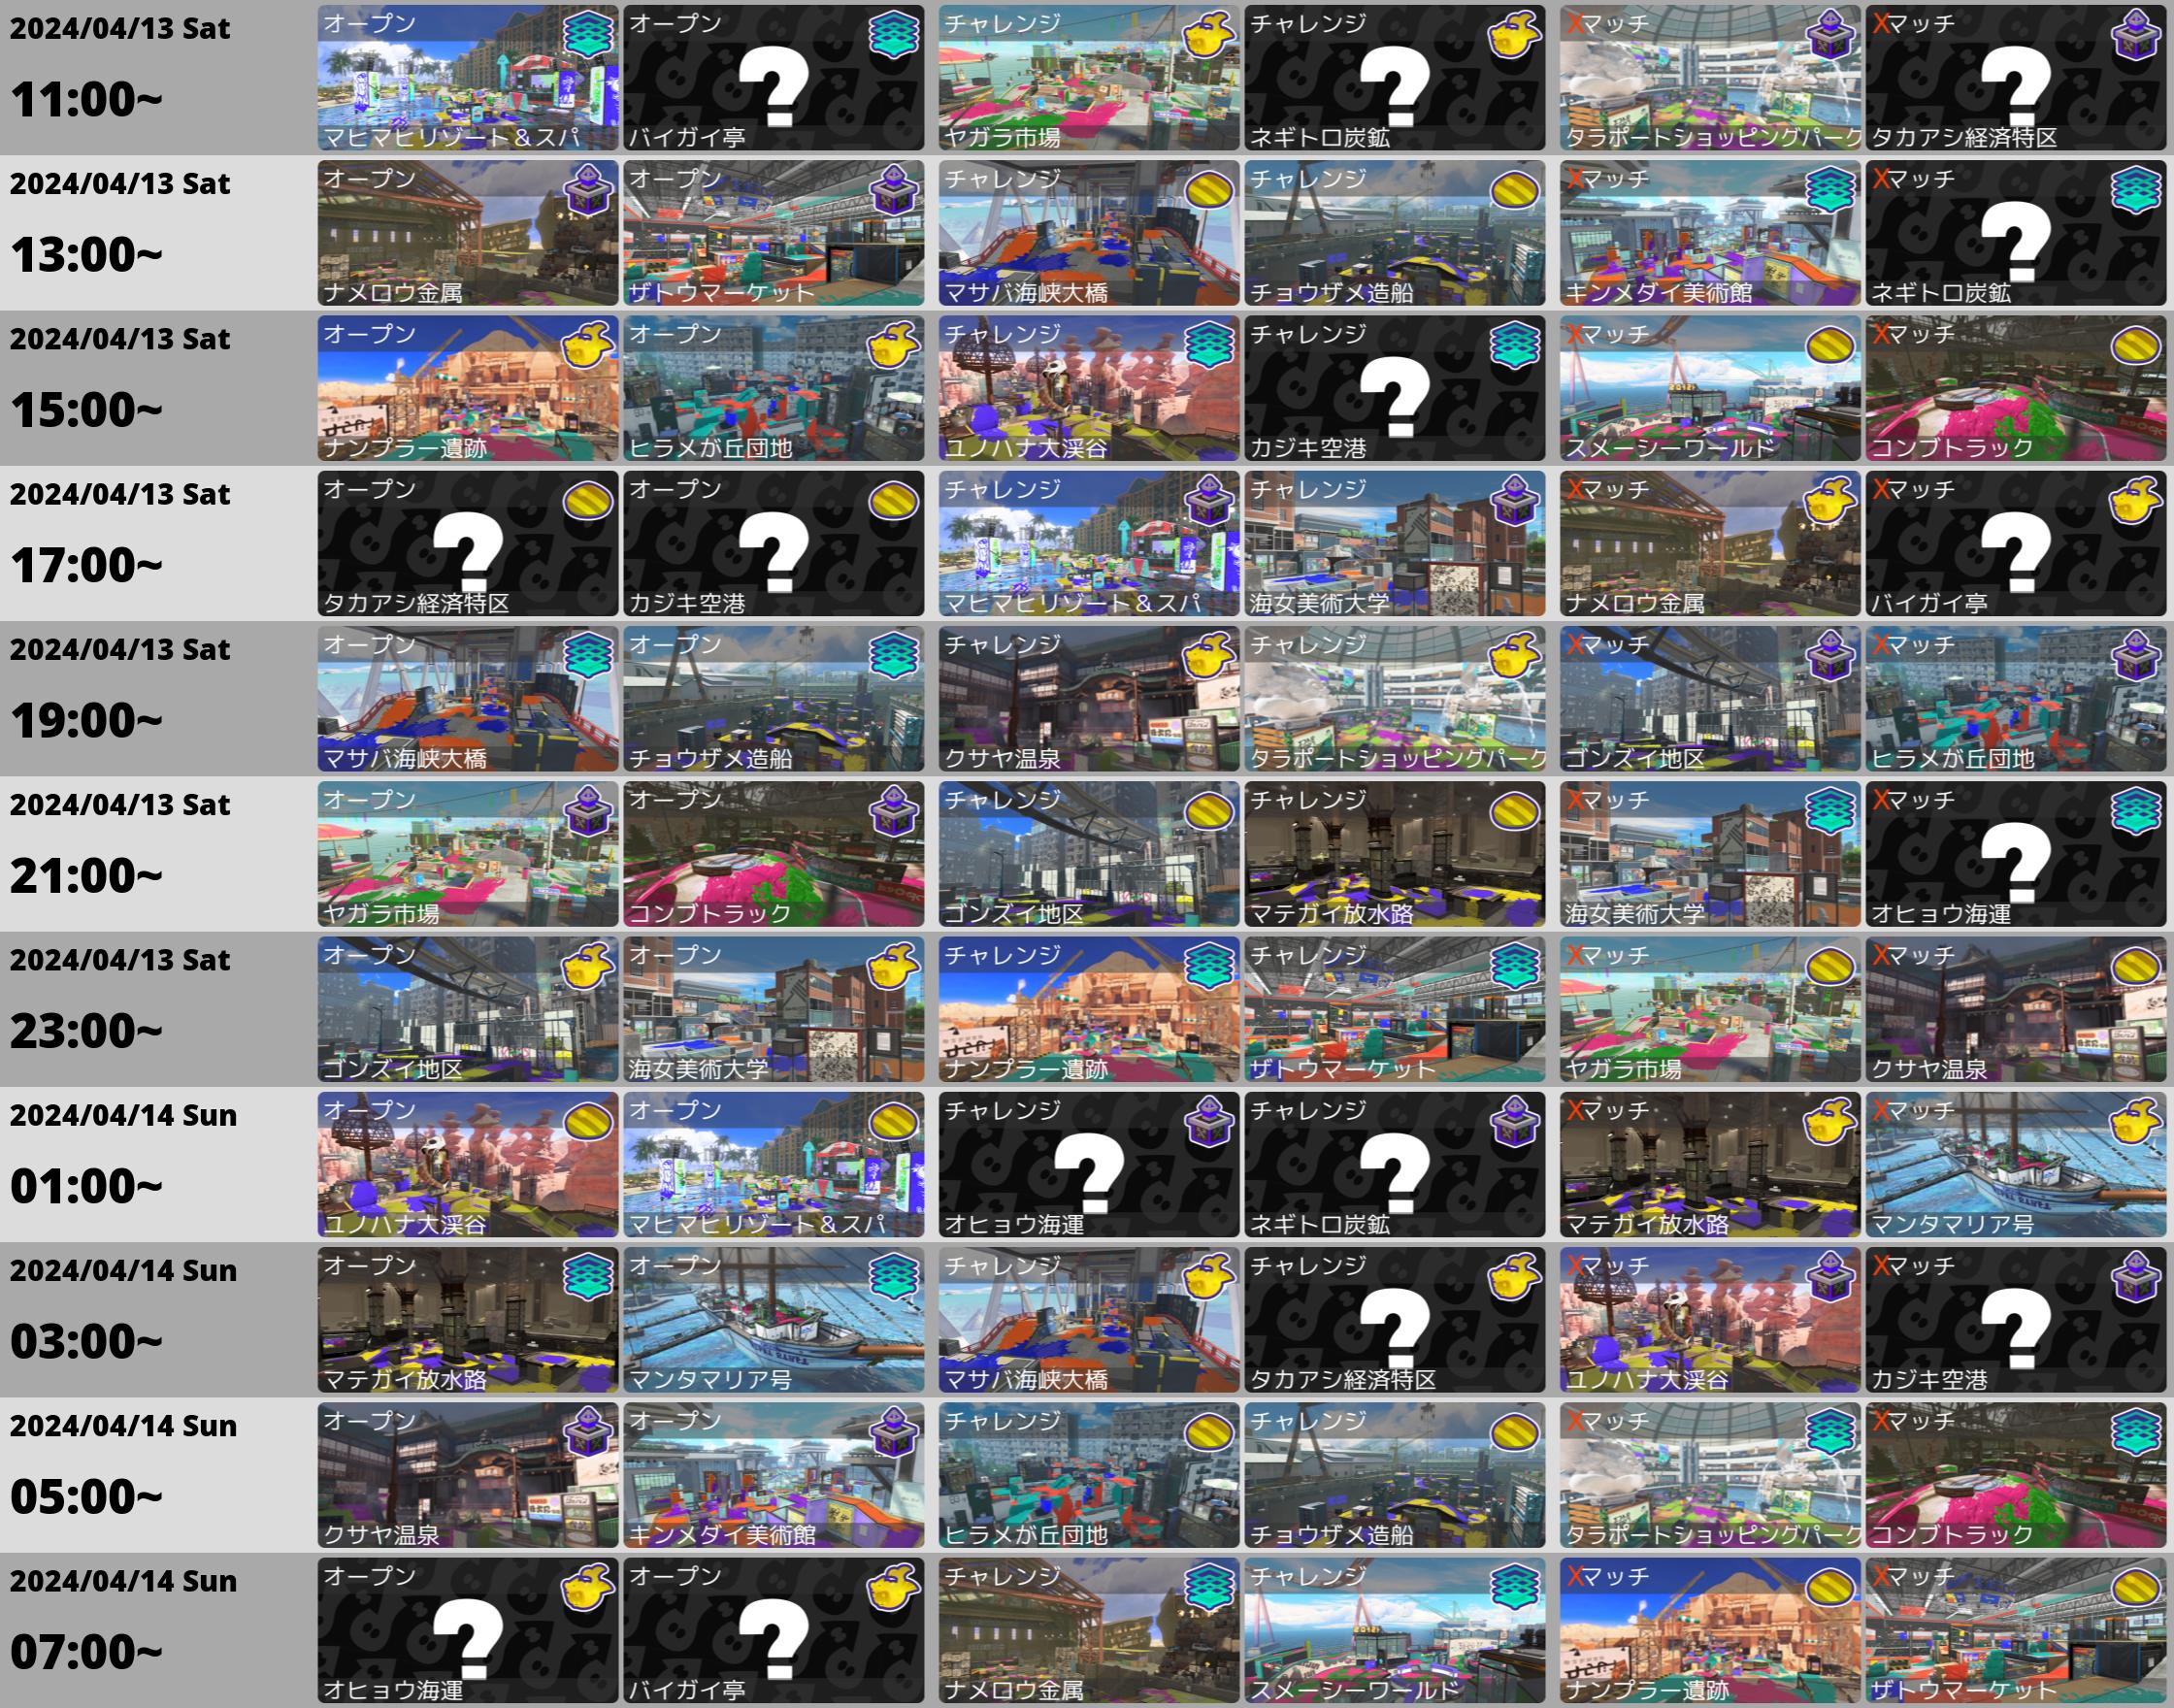 2024/04/13 Sat
11:00~
オープン オープン チャレンジ チャレンジ Xマッチ Xマッチ
マヒマヒリゾート＆スパ バイガイ亭 ヤガラ市場 ネギトロ炭鉱 タラポートショッピングパーク タカアシ経済特区
2024/04/13 Sat
13:00~
オープン オープン チャレンジ チャレンジ Xマッチ Xマッチ
ナメロウ金属 ザトウマーケット マサバ海峡大橋 チョウザメ造船 キンメダイ美術館 ネギトロ炭鉱
2024/04/13 Sat
15:00~
オープン オープン チャレンジ チャレンジ Xマッチ Xマッチ
ナンプラー遺跡 ヒラメが丘団地 ユノハナ大渓谷 カジキ空港 スメーシーワールド コンブトラック
2024/04/13 Sat
17:00~
オープン オープン チャレンジ チャレンジ Xマッチ Xマッチ
タカアシ経済特区 カジキ空港 マヒマヒリゾート＆スパ 海女美術大学 ナメロウ金属 バイガイ亭
2024/04/13 Sat
19:00~
オープン オープン チャレンジ チャレンジ Xマッチ Xマッチ
マサバ海峡大橋 チョウザメ造船 クサヤ温泉 タラポートショッピングパーク ゴンズイ地区 ヒラメが丘団地
2024/04/13 Sat
21:00~
オープン オープン チャレンジ チャレンジ Xマッチ Xマッチ
ヤガラ市場 コンブトラック ゴンズイ地区 マテガイ放水路 海女美術大学 オヒョウ海運
2024/04/13 Sat
23:00~
オープン オープン チャレンジ チャレンジ Xマッチ Xマッチ
ゴンズイ地区 海女美術大学 ナンプラー遺跡 ザトウマーケット ヤガラ市場 クサヤ温泉
2024/04/14 Sun
01:00~
オープン オープン チャレンジ チャレンジ Xマッチ Xマッチ
ユノハナ大渓谷 マヒマヒリゾート＆スパ オヒョウ海運 ネギトロ炭鉱 マテガイ放水路 マンタマリア号
2024/04/14 Sun
03:00~
オープン オープン チャレンジ チャレンジ Xマッチ Xマッチ
マテガイ放水路 マンタマリア号 マサバ海峡大橋 タカアシ経済特区 ユノハナ大渓谷 カジキ空港
2024/04/14 Sun
05:00~
オープン オープン チャレンジ チャレンジ Xマッチ Xマッチ
クサヤ温泉 キンメダイ美術館 ヒラメが丘団地 チョウザメ造船 タラポートショッピングパーク コンブトラック
2024/04/14 Sun
07:00~
オープン オープン チャレンジ チャレンジ Xマッチ Xマッチ
オヒョウ海運 バイガイ亭 ナメロウ金属 スメーシーワールド ナンプラー遺跡 ザトウマーケット